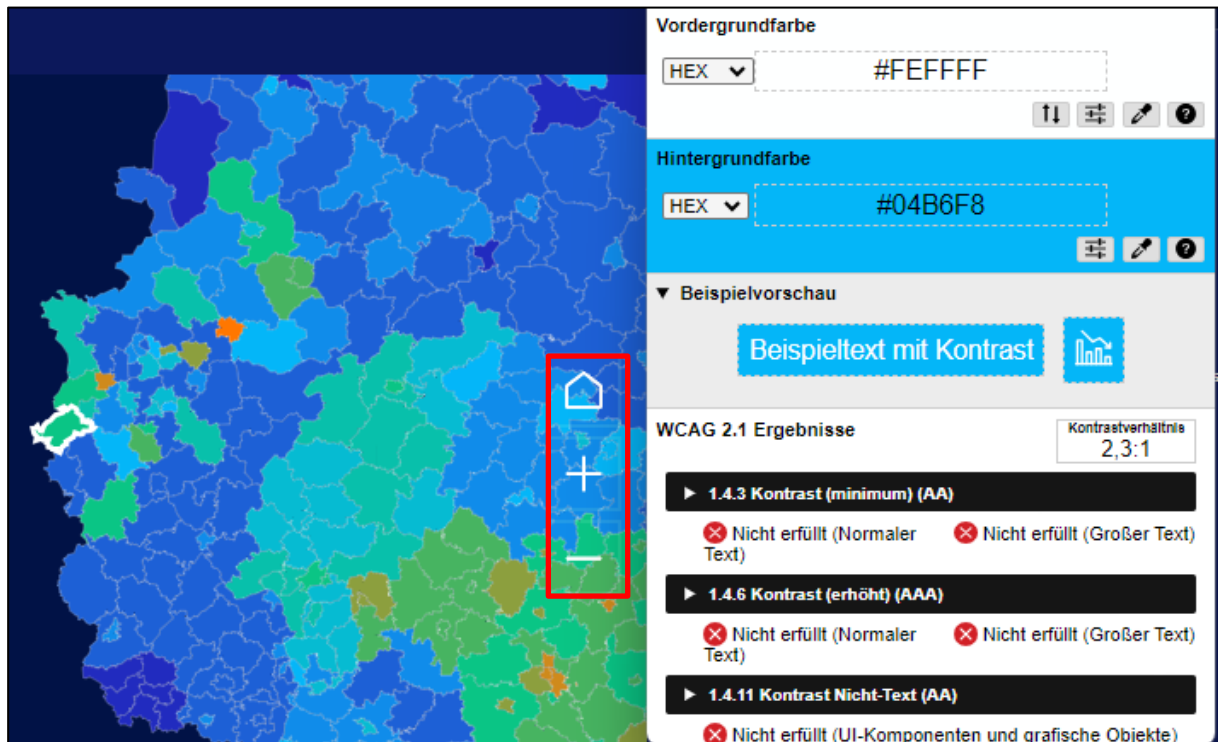 Vordergrundfarbe
HEX
#FEFFFF
Hintergrundfarbe
HEX
#04B6F8
▼ Beispielvorschau
Beispieltext mit Kontrast
WCAG 2.1 Ergebnisse
Kontrastverhältnis
2,3:1
▶ 1.4.3 Kontrast (minimum) (AA)
Nicht erfüllt (Normaler Text)
Nicht erfüllt (Großer Text)
▶ 1.4.6 Kontrast (erhöht) (AAA)
Nicht erfüllt (Normaler Text)
Nicht erfüllt (Großer Text)
▶ 1.4.11 Kontrast Nicht-Text (AA)
Nicht erfüllt (UI-Komponenten und grafische Objekte)